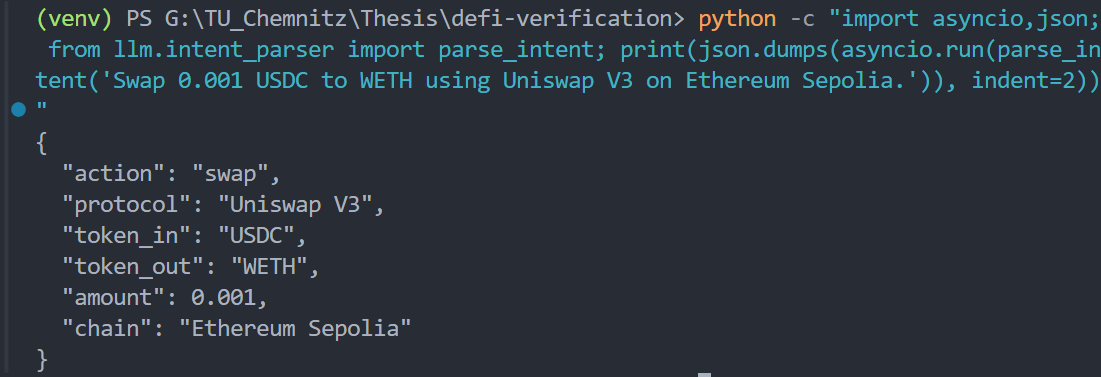 (venv) PS G:\TU_Chemnitz\Thesis\defi-verification> python -c "import asyncio,json;
 from llm.intent_parser import parse_intent; print(json.dumps(asyncio.run(parse_in
tent('Swap 0.001 USDC to WETH using Uniswap V3 on Ethereum Sepolia.')), indent=2))
"
{
  "action": "swap",
  "protocol": "Uniswap V3",
  "token_in": "USDC",
  "token_out": "WETH",
  "amount": 0.001,
  "chain": "Ethereum Sepolia"
}